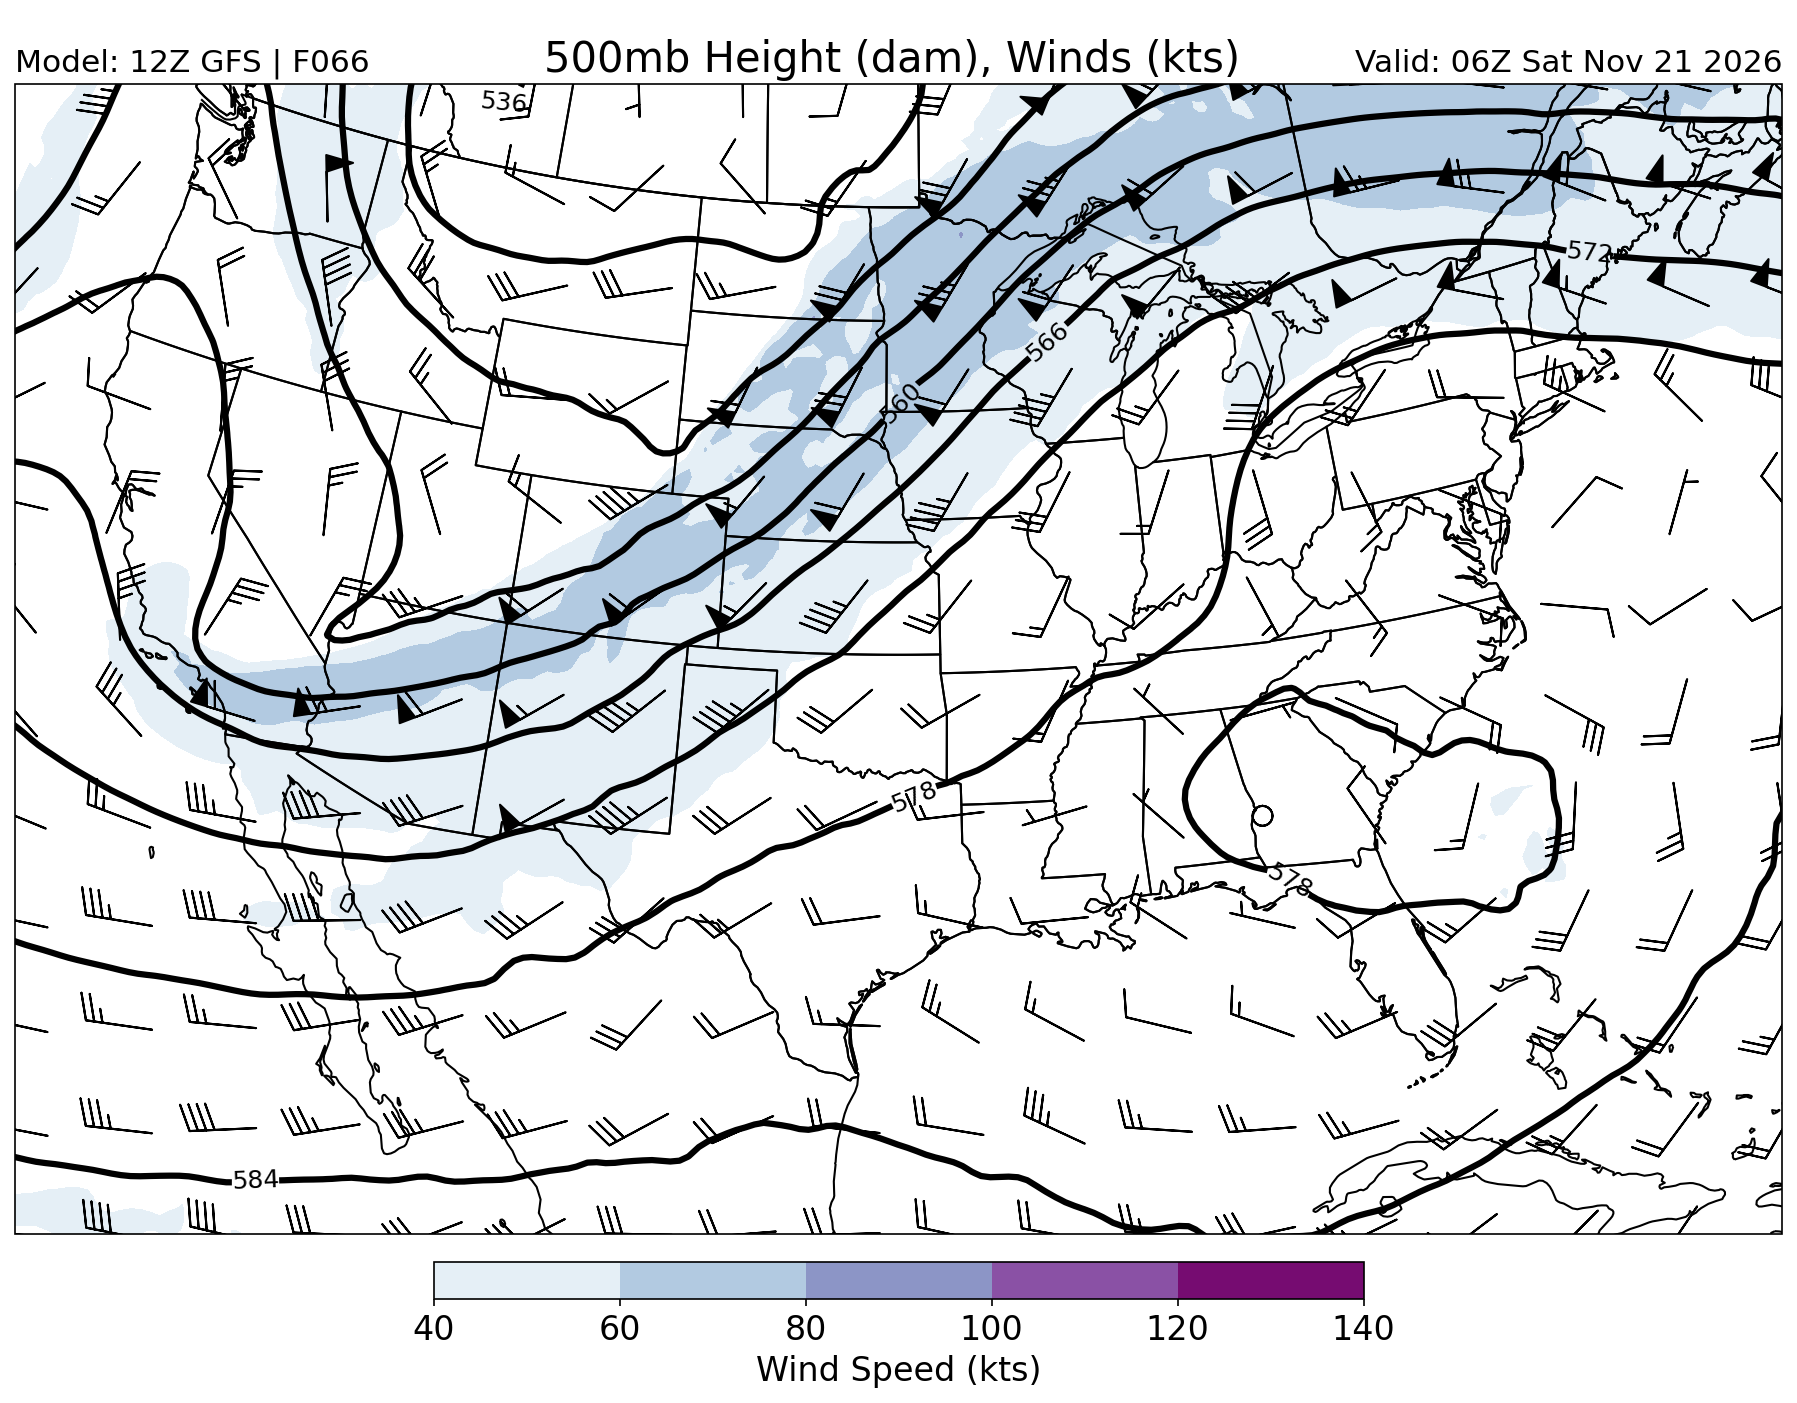 Model: 12Z GFS | F066
500mb Height (dam), Winds (kts)
Valid: 06Z Sat Nov 21 2026
536
572
566
560
578
578
584
40 60 80 100 120 140
Wind Speed (kts)